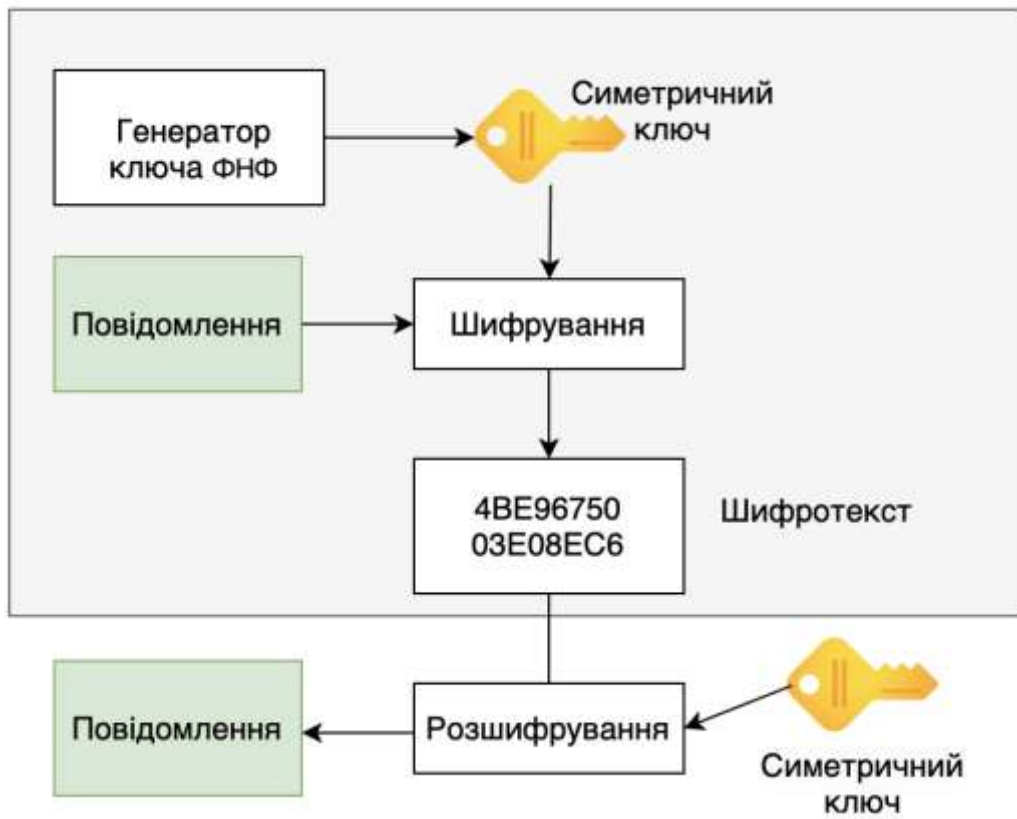 Генератор
ключа ФНФ
Симетричний
ключ
Повідомлення
Шифрування
4BE96750
03E08EC6
Шифротекст
Повідомлення
Розшифрування
Симетричний
ключ